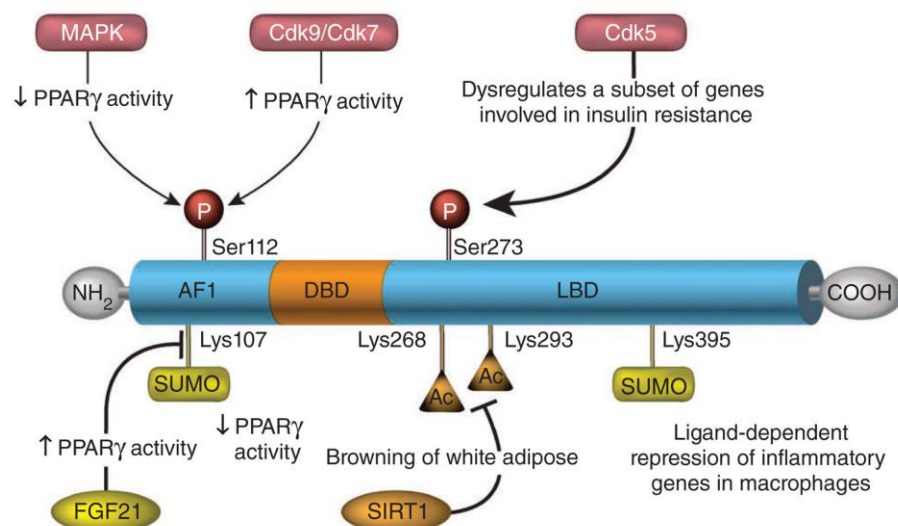 MAPK
Cdk9/Cdk7
Cdk5
↓ PPARγ activity
↑ PPARγ activity
Dysregulates a subset of genes
involved in insulin resistance
P
P
Ser112
Ser273
NH2
AF1
DBD
LBD
COOH
Lys107
Lys268
Lys293
Lys395
SUMO
Ac
Ac
SUMO
↑ PPARγ activity
↓ PPARγ
activity
Browning of white adipose
Ligand-dependent
repression of inflammatory
genes in macrophages
FGF21
SIRT1